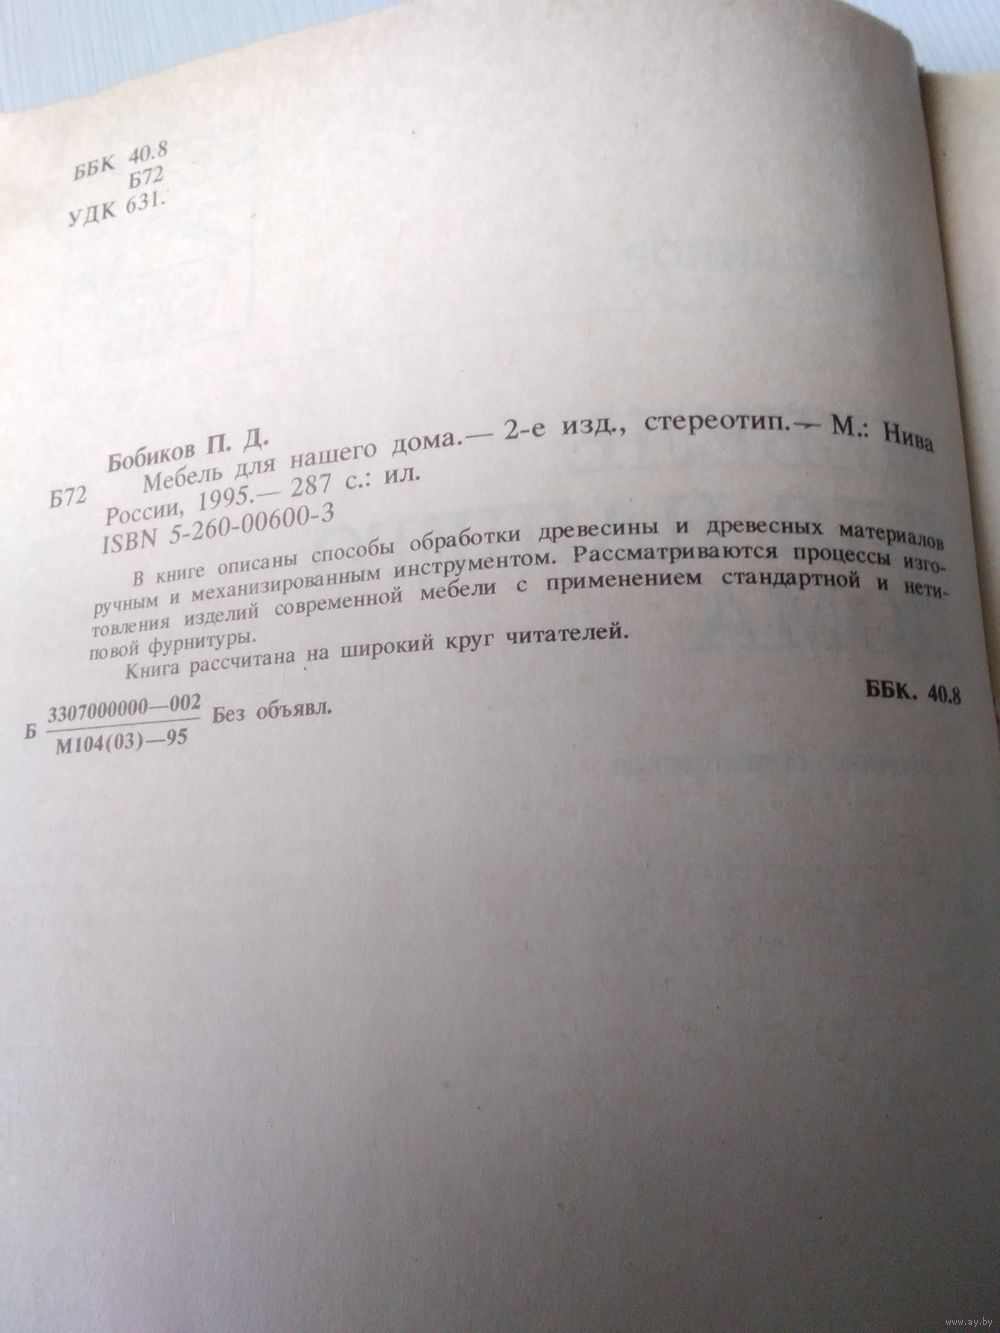 ББК 40.8
Б72
УДК 631.
Бобиков П. Д.
Б72 Мебель для нашего дома.— 2-е изд., стереотип.— М.: Нива
России, 1995.— 287 с.: ил.
ISBN 5-260-00600-3
В книге описаны способы обработки древесины и древесных материалов
ручным и механизированным инструментом. Рассматриваются процессы изго-
товления изделий современной мебели с применением стандартной и нети-
повой фурнитуры.
Книга рассчитана на широкий круг читателей.
Б 3307000000—002
М104(03)—95 Без объявл.
ББК. 40.8
www.ay.by